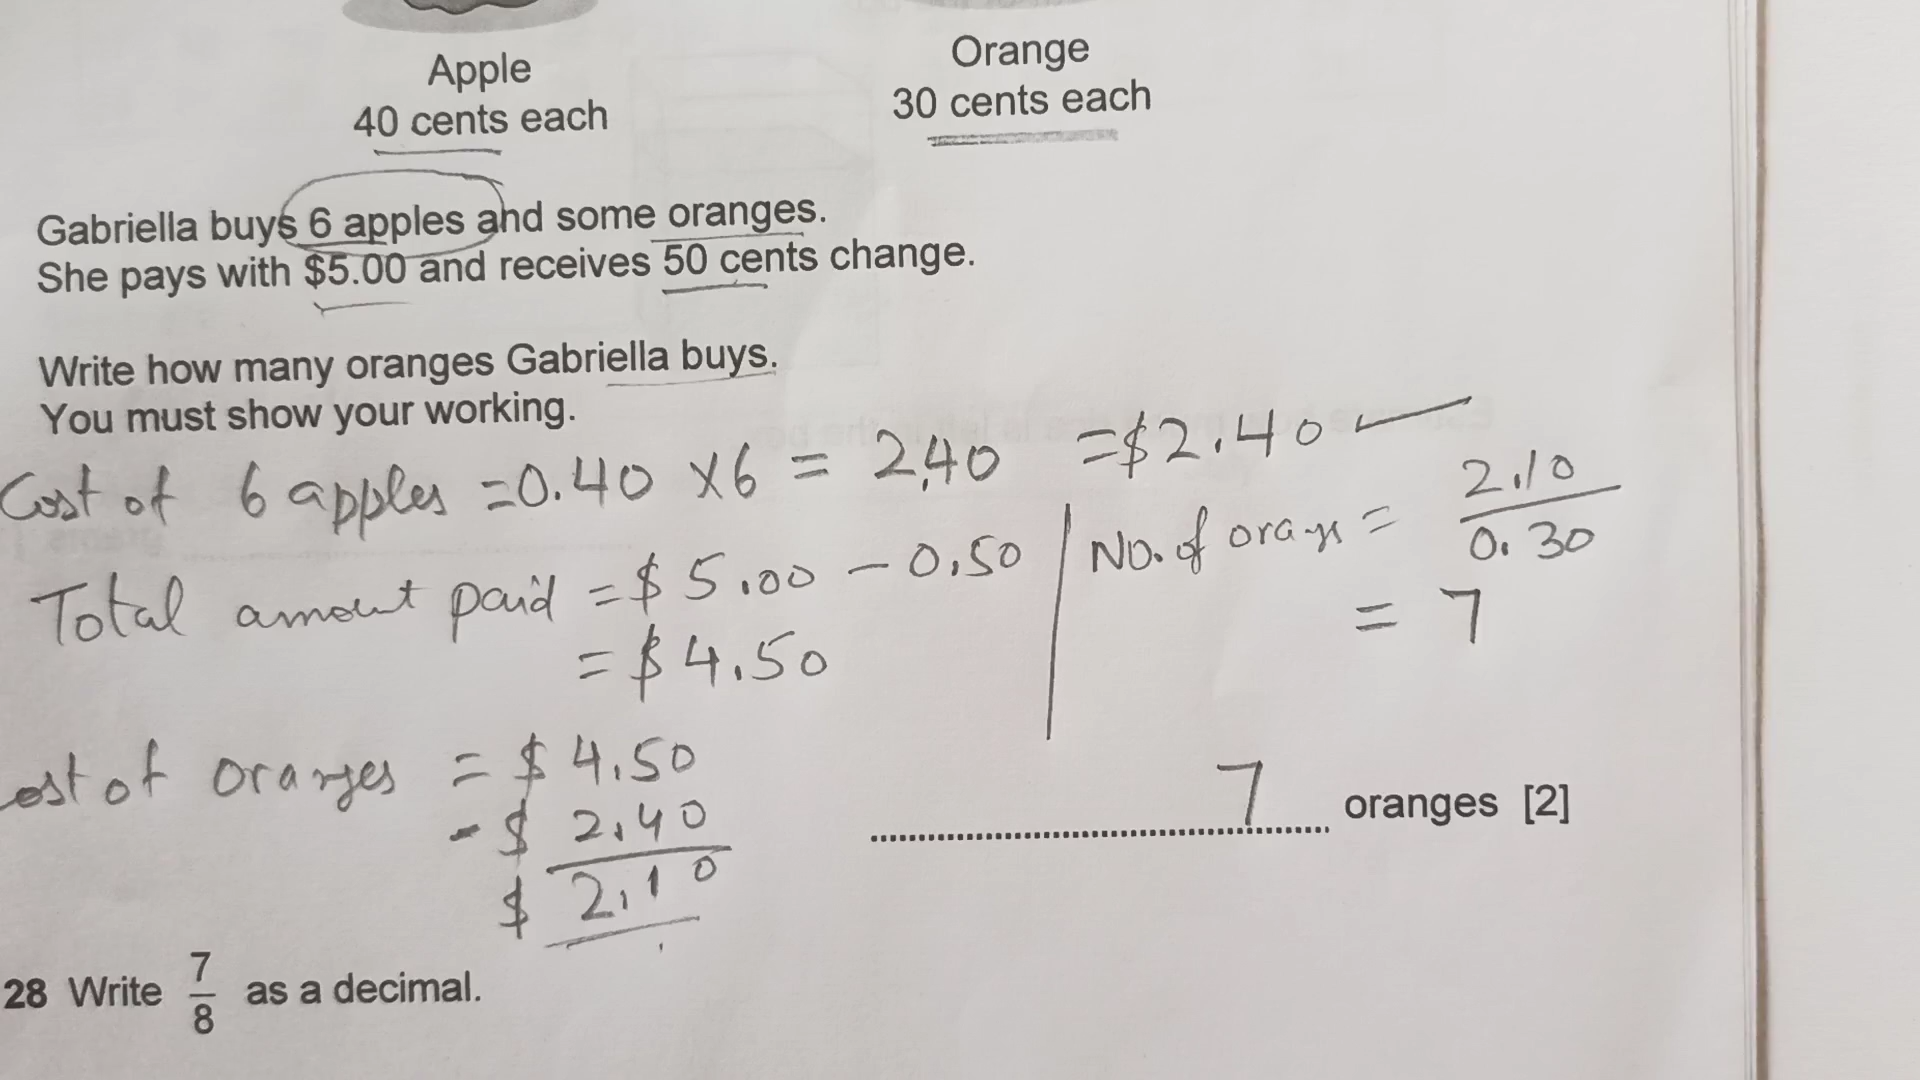 Apple
40 cents each
Orange
30 cents each
Gabriella buys 6 apples and some oranges.
She pays with $5.00 and receives 50 cents change.
Write how many oranges Gabriella buys.
You must show your working.
Cost of 6 apples = 0.40 x6 = 2.40 = $2.40
Total amount paid = $ 5.00 - 0.50
= $ 4.50
ost of oranges = $ 4.50
- $ 2.40
$ 2.10
No. of orangs = 2.10
0.30
= 7
7 oranges [2]
28 Write 7/8 as a decimal.